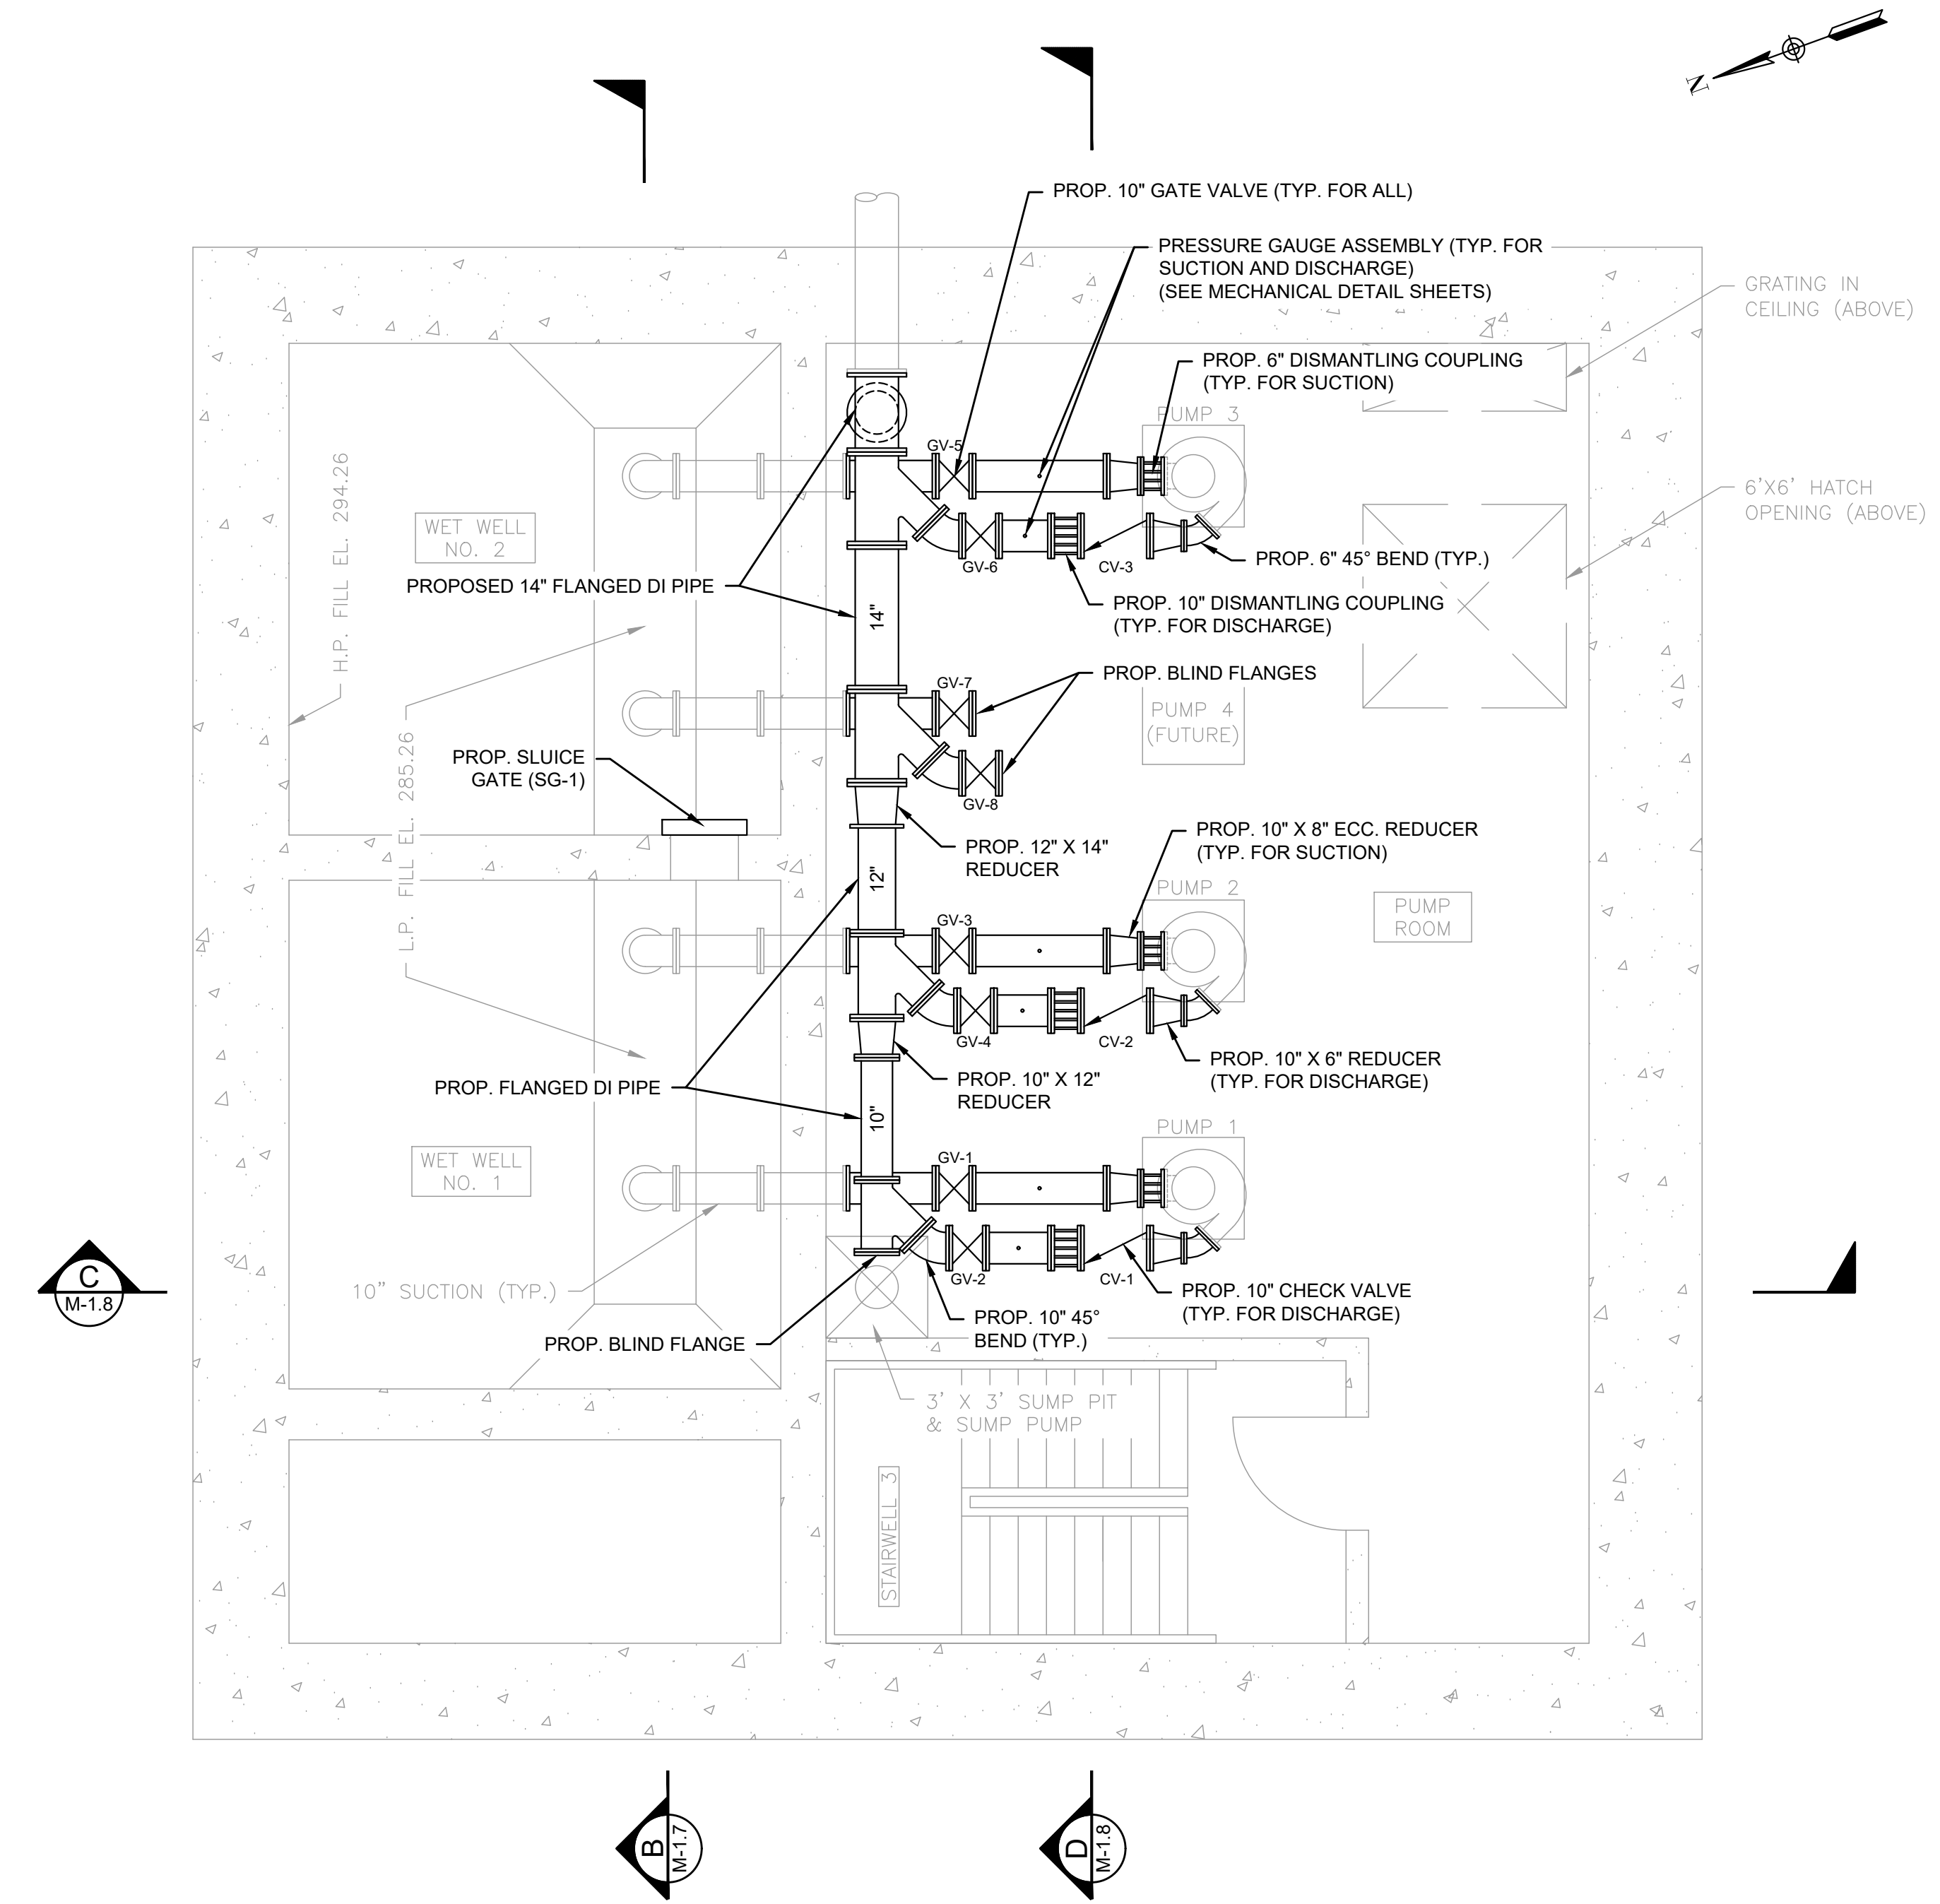 N
PROP. 10" GATE VALVE (TYP. FOR ALL)
PRESSURE GAUGE ASSEMBLY (TYP. FOR
SUCTION AND DISCHARGE)
(SEE MECHANICAL DETAIL SHEETS)
GRATING IN
CEILING (ABOVE)
PROP. 6" DISMANTLING COUPLING
(TYP. FOR SUCTION)
PUMP 3
GV-5
H.P. FILL EL. 294.26
WET WELL
NO. 2
6'X6' HATCH
OPENING (ABOVE)
GV-6
CV-3
PROP. 6" 45° BEND (TYP.)
PROPOSED 14" FLANGED DI PIPE
14"
PROP. 10" DISMANTLING COUPLING
(TYP. FOR DISCHARGE)
GV-7
PROP. BLIND FLANGES
PUMP 4
(FUTURE)
L.P. FILL EL. 285.26
PROP. SLUICE
GATE (SG-1)
GV-8
PROP. 12" X 14"
REDUCER
PROP. 10" X 8" ECC. REDUCER
(TYP. FOR SUCTION)
12"
PUMP 2
PUMP
ROOM
GV-3
GV-4
CV-2
PROP. 10" X 6" REDUCER
(TYP. FOR DISCHARGE)
PROP. FLANGED DI PIPE
PROP. 10" X 12"
REDUCER
10"
PUMP 1
WET WELL
NO. 1
GV-1
GV-2
CV-1
10" SUCTION (TYP.)
PROP. 10" CHECK VALVE
(TYP. FOR DISCHARGE)
C
M-1.8
PROP. 10" 45°
BEND (TYP.)
PROP. BLIND FLANGE
3' X 3' SUMP PIT
& SUMP PUMP
STAIRWELL 3
B
M-1.7
D
M-1.8